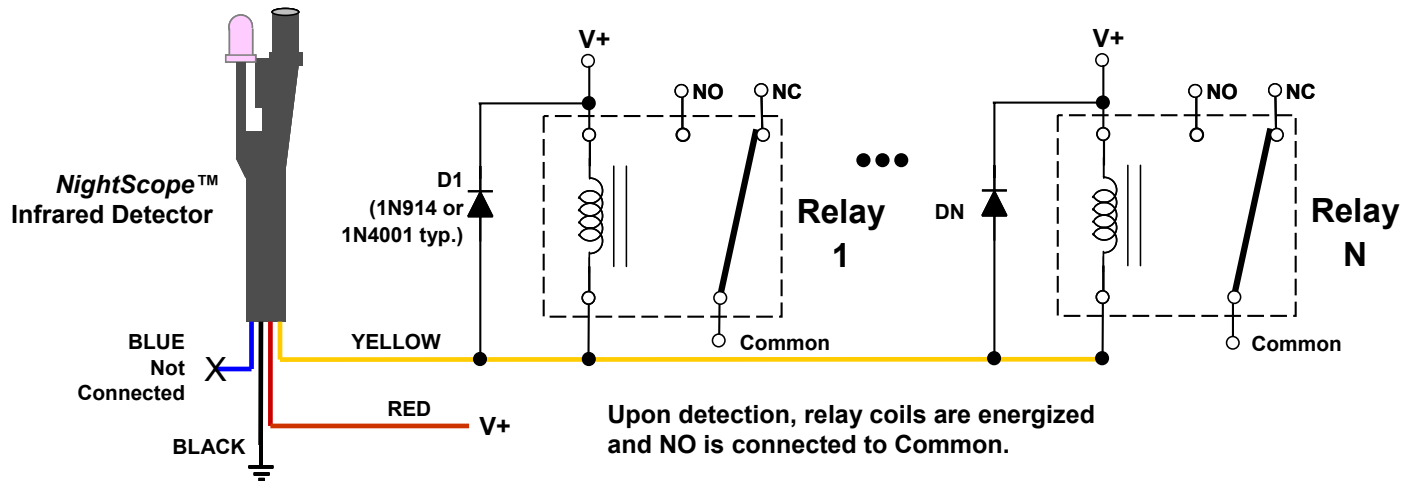 V+
NO
NC
V+
NO
NC
NightScope™
Infrared Detector
D1
(1N914 or
1N4001 typ.)
Relay
1
DN
Relay
N
BLUE
Not
Connected
X
YELLOW
Common
Common
RED
V+
BLACK
Upon detection, relay coils are energized
and NO is connected to Common.